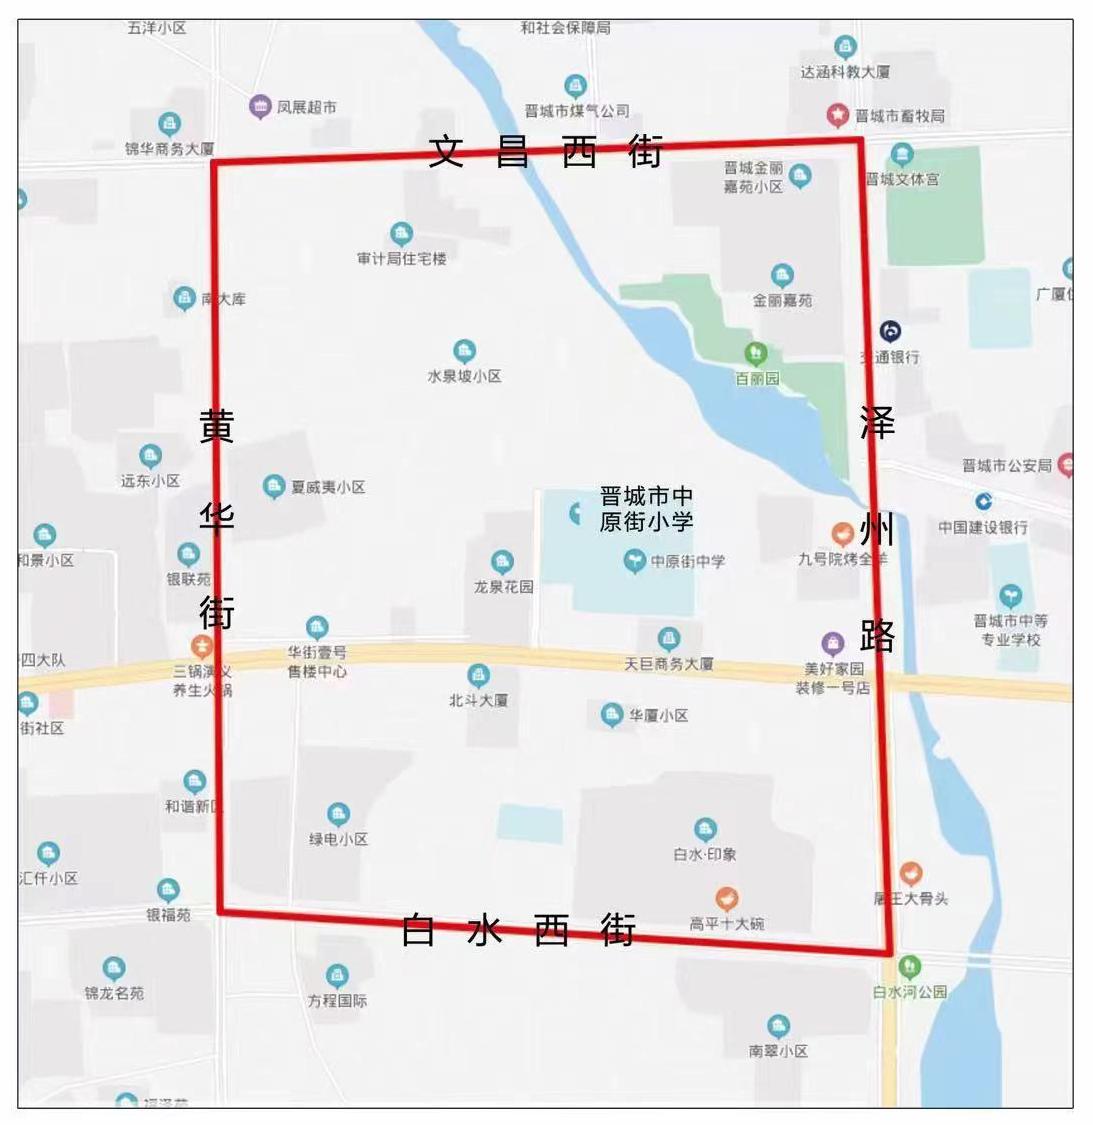 五洋小区
和社会保障局
达涵科教大厦
凤展超市
晋城市煤气公司
晋城市畜牧局
锦华商务大厦
文昌西街
晋城金丽
嘉苑小区
晋城文体宫
审计局住宅楼
南大库
金丽嘉苑
广厦住
交通银行
水泉坡小区
百丽园
黄
华
街
泽
州
路
远东小区
夏威夷小区
晋城市公安局
晋城市中
原街小学
中国建设银行
和景小区
银联苑
龙泉花园
中原街中学
九号院烤全羊
晋城市中等
专业学校
四大队
三锅演义
养生火锅
华街壹号
售楼中心
天巨商务大厦
美好家园
装修一号店
街社区
北斗大厦
华厦小区
和谐新区
绿电小区
白水·印象
汇仟小区
银福苑
高平十大碗
屠王大骨头
白水西街
锦龙名苑
方程国际
白水河公园
南翠小区